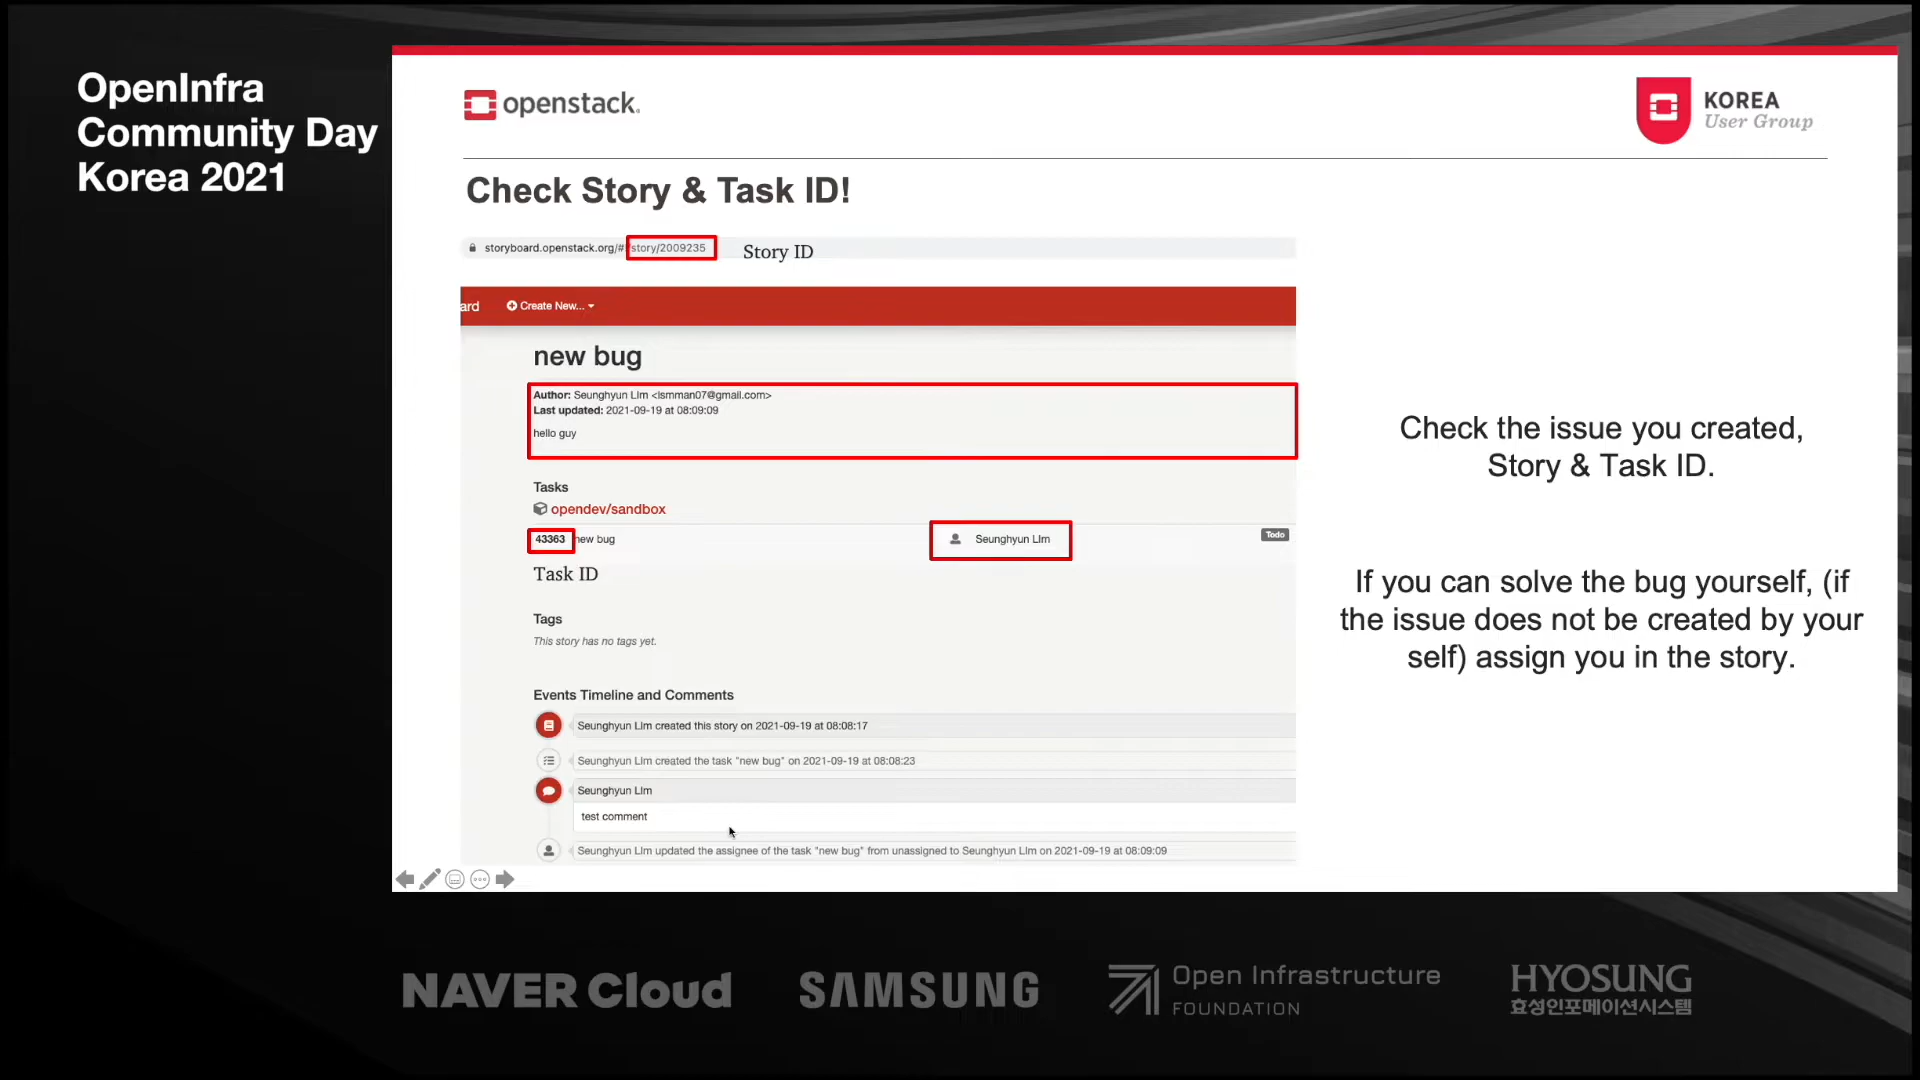 OpenInfra
Community Day
Korea 2021
openstack.
KOREA
User Group
Check Story & Task ID!
storyboard.openstack.org/#!/story/2009235
Story ID
ard
Create New...
new bug
Author: Seunghyun LIm <lsmman07@gmail.com>
Last updated: 2021-09-19 at 08:09:09
hello guy
Tasks
opendev/sandbox
43363 new bug
Seunghyun LIm
Todo
Task ID
Tags
This story has no tags yet.
Events Timeline and Comments
Seunghyun LIm created this story on 2021-09-19 at 08:08:17
Seunghyun LIm created the task "new bug" on 2021-09-19 at 08:08:23
Seunghyun LIm
test comment
Seunghyun LIm updated the assignee of the task "new bug" from unassigned to Seunghyun LIm on 2021-09-19 at 08:09:09
Check the issue you created,
Story & Task ID.
If you can solve the bug yourself, (if
the issue does not be created by your
self) assign you in the story.
NAVER Cloud
SAMSUNG
Open Infrastructure
FOUNDATION
HYOSUNG
효성인포메이션시스템